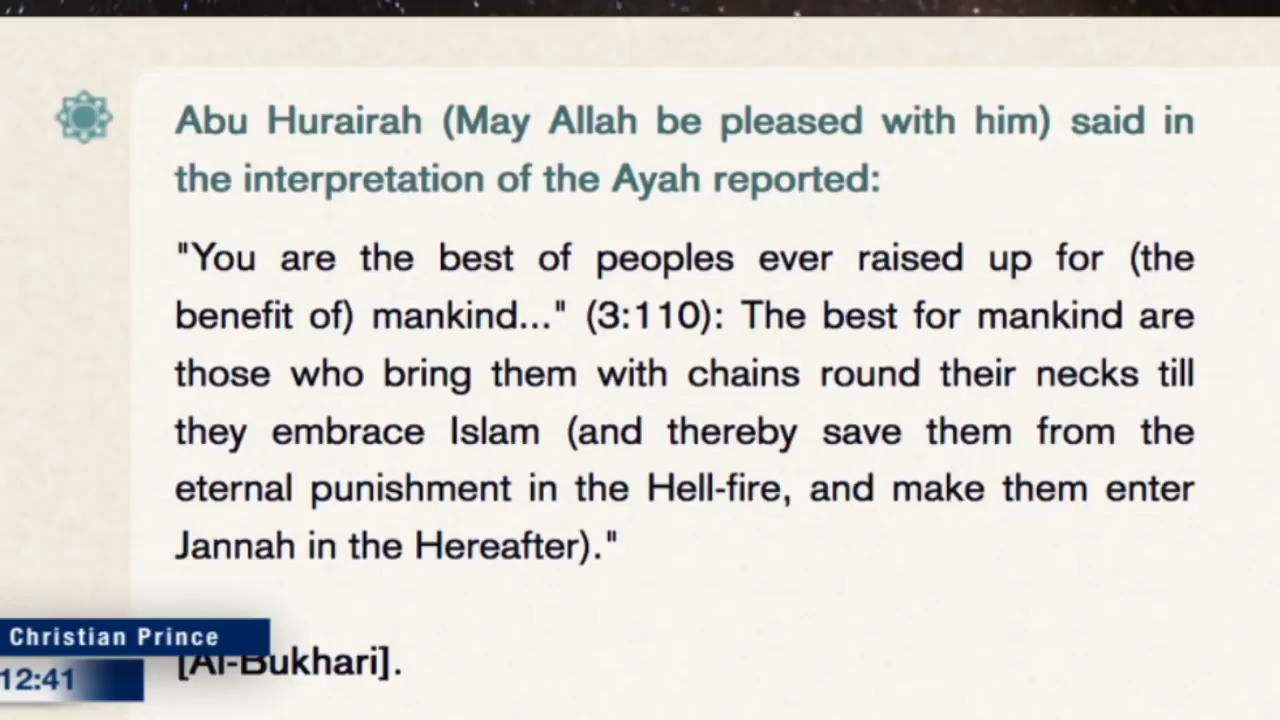 Abu Hurairah (May Allah be pleased with him) said in
the interpretation of the Ayah reported:
"You are the best of peoples ever raised up for (the
benefit of) mankind..." (3:110): The best for mankind are
those who bring them with chains round their necks till
they embrace Islam (and thereby save them from the
eternal punishment in the Hell-fire, and make them enter
Jannah in the Hereafter)."
Christian Prince
[Al-Bukhari].
12:41